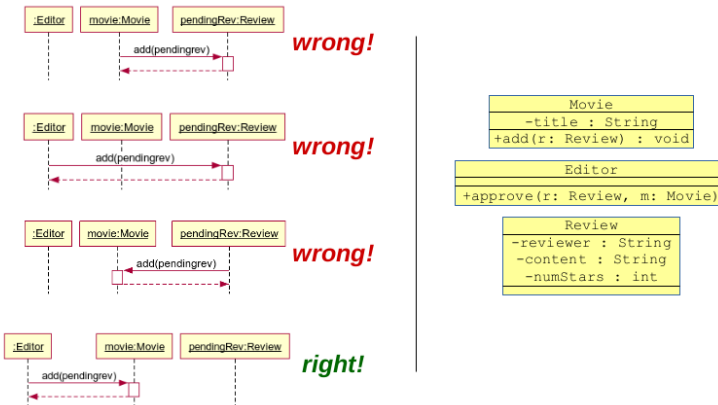 :Editor movie:Movie pendingRev:Review
add(pendingrev)
wrong!
:Editor movie:Movie pendingRev:Review
add(pendingrev)
wrong!
:Editor movie:Movie pendingRev:Review
add(pendingrev)
wrong!
:Editor movie:Movie pendingRev:Review
add(pendingrev)
right!
Movie
-title : String
+add(r: Review) : void
Editor
+approve(r: Review, m: Movie)
Review
-reviewer : String
-content : String
-numStars : int